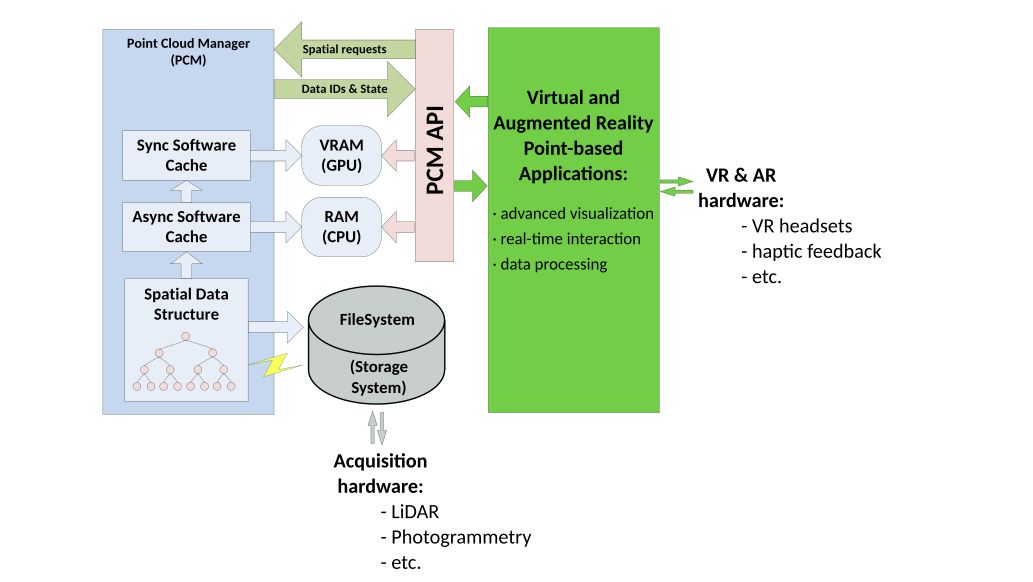 Point Cloud Manager
(PCM)
Spatial requests
Data IDs & State
Sync Software
Cache
Async Software
Cache
Spatial Data
Structure
VRAM
(GPU)
RAM
(CPU)
FileSystem
(Storage
System)
PCM API
Virtual and
Augmented Reality
Point-based
Applications:
· advanced visualization
· real-time interaction
· data processing
VR & AR
hardware:
- VR headsets
- haptic feedback
- etc.
Acquisition
hardware:
- LiDAR
- Photogrammetry
- etc.